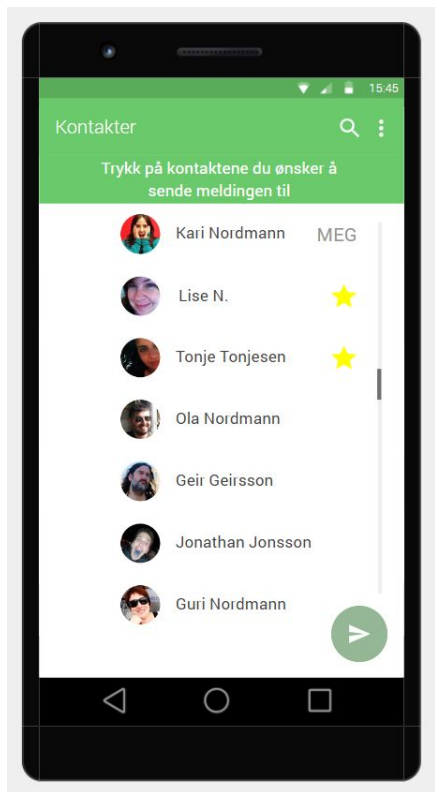 15:45
Kontakter
Trykk på kontaktene du ønsker å
sende meldingen til
Kari Nordmann MEG
Lise N.
Tonje Tonjesen
Ola Nordmann
Geir Geirsson
Jonathan Jonsson
Guri Nordmann